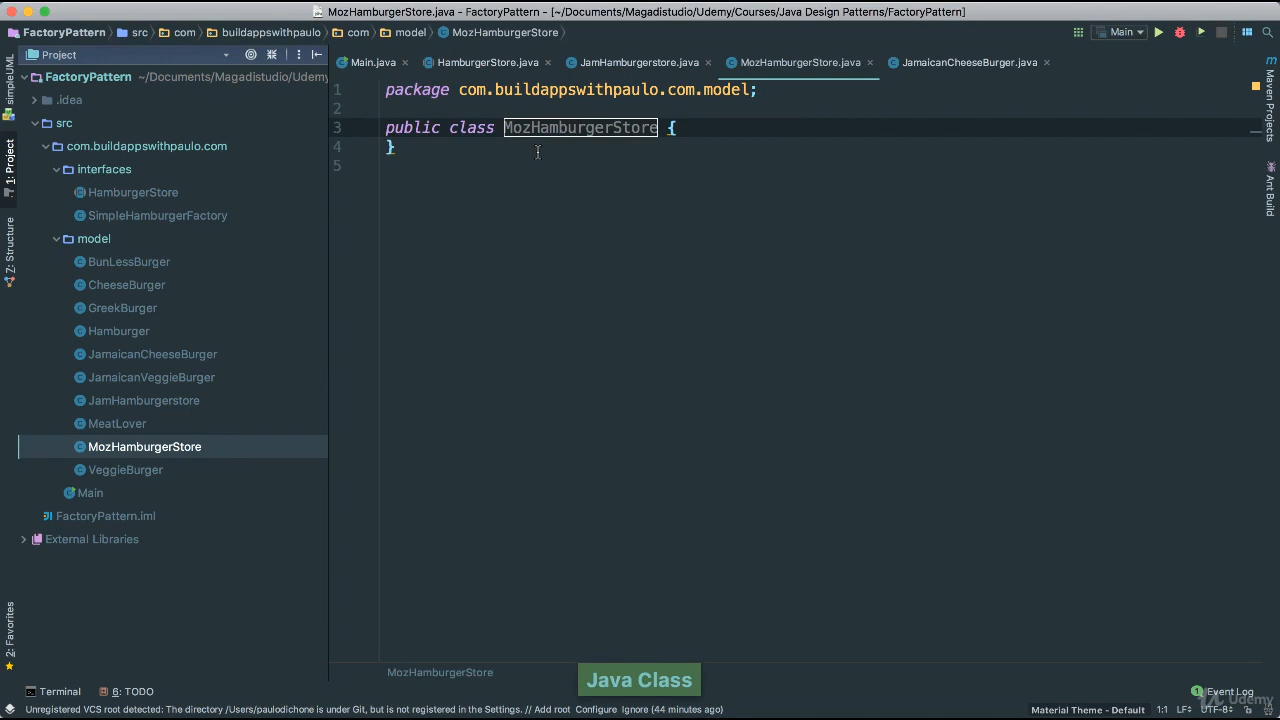 MozHamburgerStore.java - FactoryPattern - [~/Documents/Magadistudio/Udemy/Courses/Java Design Patterns/FactoryPattern]
FactoryPattern src com buildappswithpaulo com model MozHamburgerStore Main
Project
Main.java HamburgerStore.java JamHamburgerstore.java MozHamburgerStore.java JamaicanCheeseBurger.java
simpleUML
1: Project
Z: Structure
2: Favorites
FactoryPattern ~/Documents/Magadistudio/Udemy
.idea
src
com.buildappswithpaulo.com
interfaces
HamburgerStore
SimpleHamburgerFactory
model
BunLessBurger
CheeseBurger
GreekBurger
Hamburger
JamaicanCheeseBurger
JamaicanVeggieBurger
JamHamburgerstore
MeatLover
MozHamburgerStore
VeggieBurger
Main
FactoryPattern.iml
External Libraries
1 package com.buildappswithpaulo.com.model;
2
3 public class MozHamburgerStore {
4 }
5
Maven Projects
Ant Build
MozHamburgerStore
Java Class
Terminal 6: TODO 1 Event Log
Udemy
Unregistered VCS root detected: The directory /Users/paulodichone is under Git, but is not registered in the Settings. // Add root Configure Ignore (44 minutes ago) Material Theme - Default 1:1 LF÷ UTF-8÷